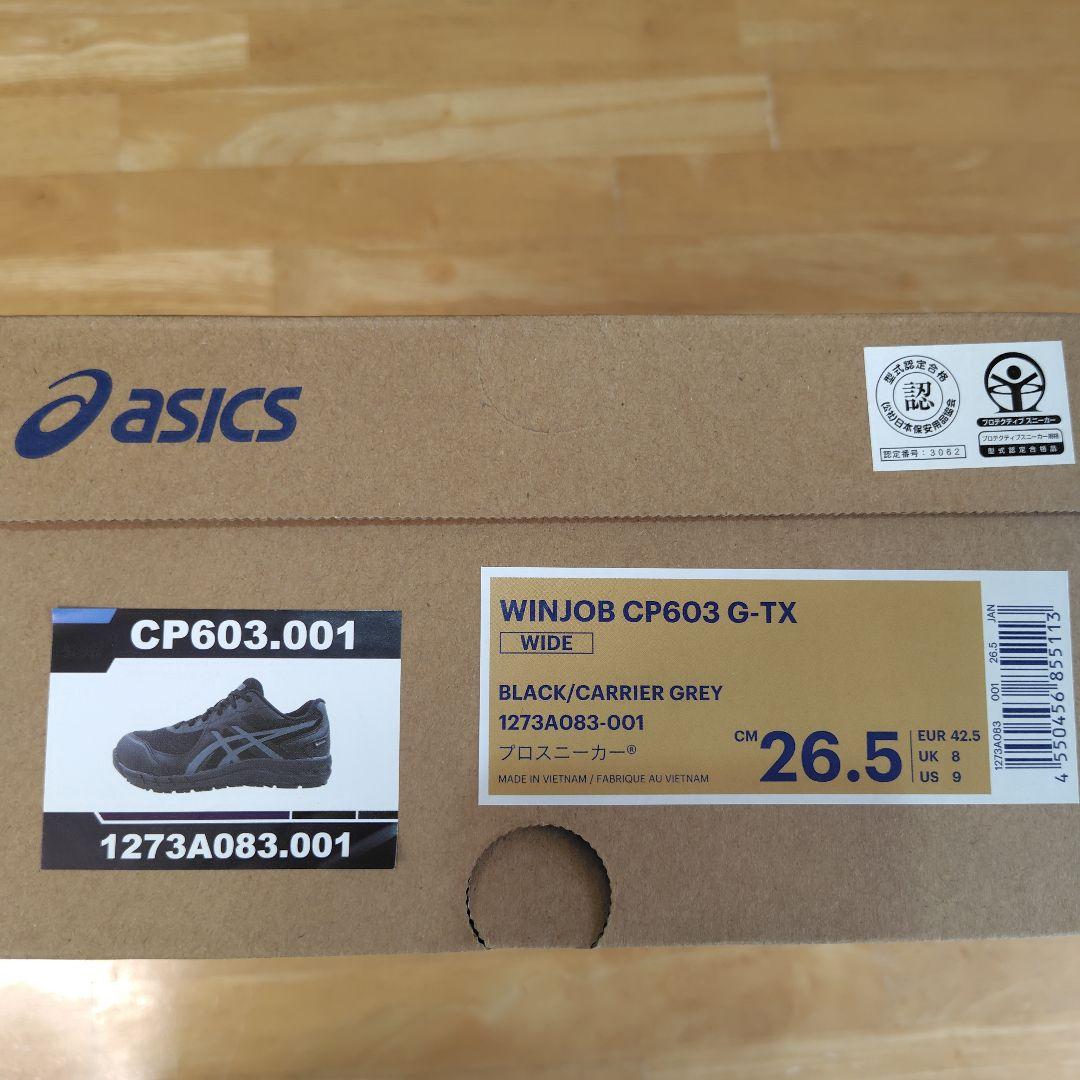 asics
型式認定合格
認
(公社)日本保安用品協会
認定番号：3062
プロテクティブ スニーカー
プロテクティブスニーカー規格
型式認定合格品
CP603.001
1273A083.001
WINJOB CP603 G-TX
WIDE
BLACK/CARRIER GREY
1273A083-001
プロスニーカー®
MADE IN VIETNAM / FABRIQUE AU VIETNAM
CM 26.5
EUR 42.5
UK 8
US 9
1273A083 001 26.5 JAN
4 550456 855113